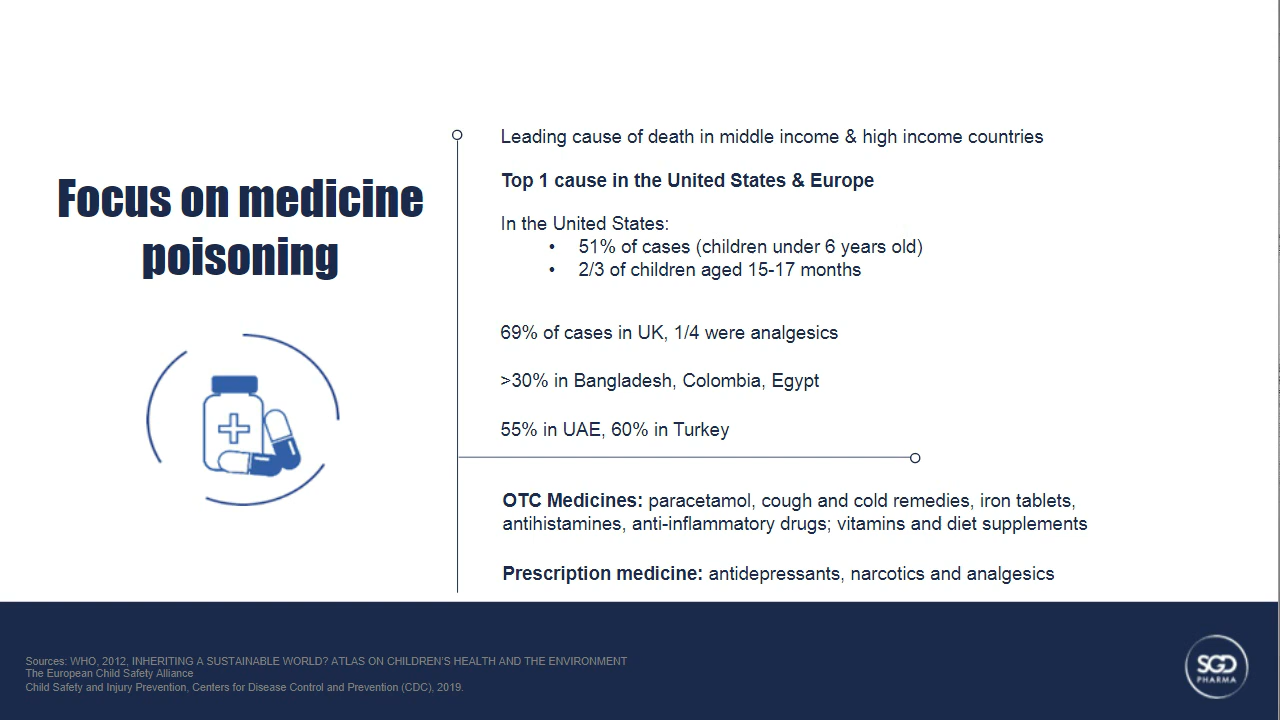 Focus on medicine
poisoning
Leading cause of death in middle income & high income countries
Top 1 cause in the United States & Europe
In the United States:
• 51% of cases (children under 6 years old)
• 2/3 of children aged 15-17 months
69% of cases in UK, 1/4 were analgesics
>30% in Bangladesh, Colombia, Egypt
55% in UAE, 60% in Turkey
OTC Medicines: paracetamol, cough and cold remedies, iron tablets,
antihistamines, anti-inflammatory drugs; vitamins and diet supplements
Prescription medicine: antidepressants, narcotics and analgesics
Sources: WHO, 2012, INHERITING A SUSTAINABLE WORLD? ATLAS ON CHILDREN'S HEALTH AND THE ENVIRONMENT
The European Child Safety Alliance
Child Safety and Injury Prevention, Centers for Disease Control and Prevention (CDC), 2019.
SGD
PHARMA